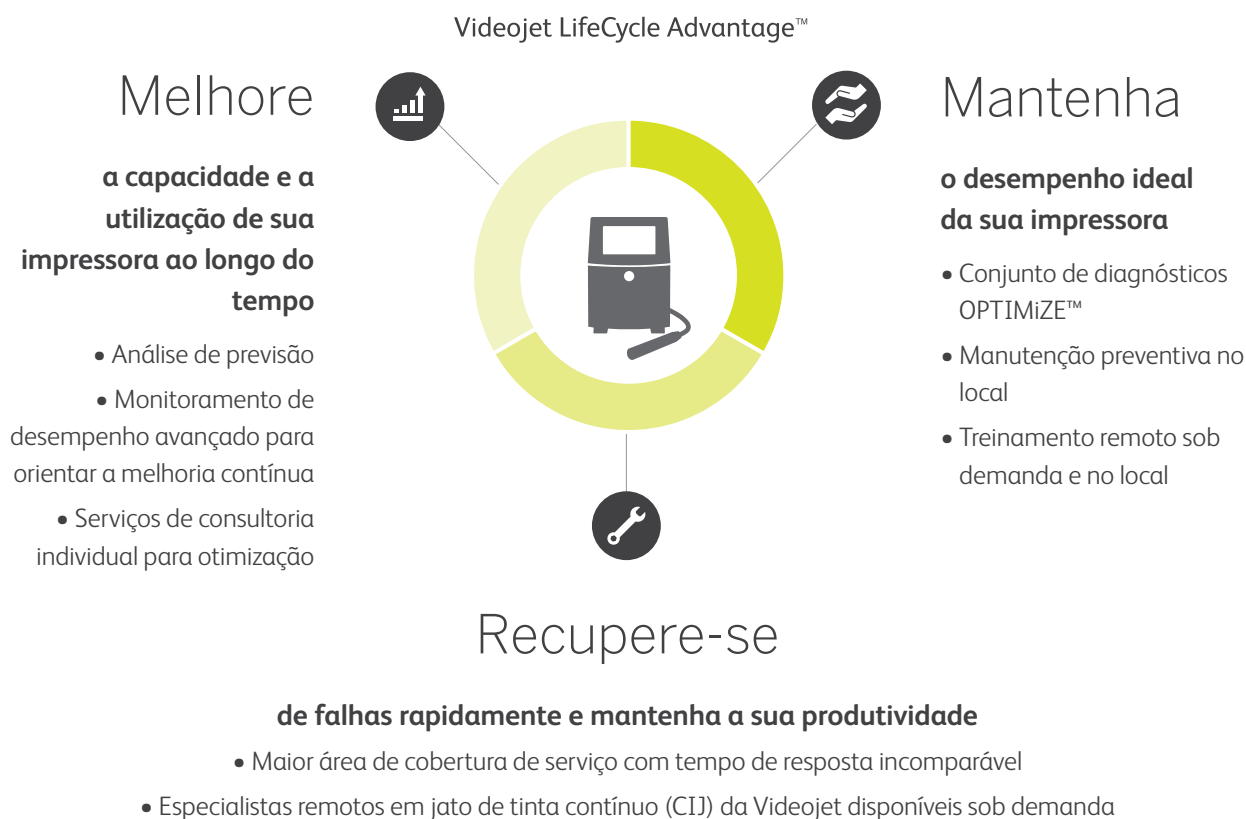 Videojet LifeCycle Advantage™
Melhore
a capacidade e a
utilização de sua
impressora ao longo do
tempo
• Análise de previsão
• Monitoramento de
desempenho avançado para
orientar a melhoria contínua
• Serviços de consultoria
individual para otimização
Mantenha
o desempenho ideal
da sua impressora
• Conjunto de diagnósticos
OPTIMiZE™
• Manutenção preventiva no
local
• Treinamento remoto sob
demanda e no local
Recupere-se
de falhas rapidamente e mantenha a sua produtividade
• Maior área de cobertura de serviço com tempo de resposta incomparável
• Especialistas remotos em jato de tinta contínuo (CIJ) da Videojet disponíveis sob demanda